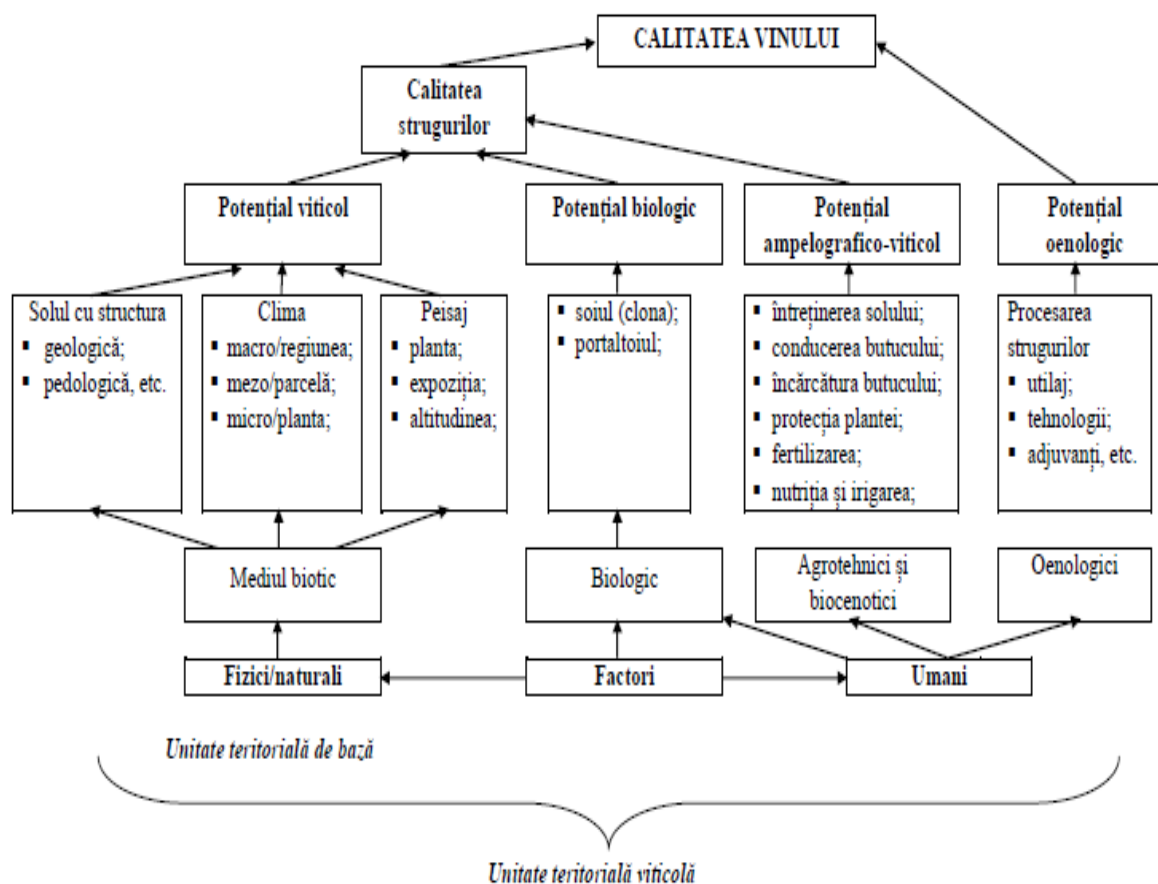 CALITATEA VINULUI
Calitatea
strugurilor
Potențial viticol
Potențial biologic
Potențial
ampelografico-viticol
Potențial
oenologic
Solul cu structura
▪ geologică;
▪ pedologică, etc.
Clima
▪ macro/regiunea;
▪ mezo/parcelă;
▪ micro/planta;
Peisaj
▪ planta;
▪ expoziția;
▪ altitudinea;
▪ soiul (clona);
▪ portaltoiul;
▪ întreținerea solului;
▪ conducerea butucului;
▪ încărcătura butucului;
▪ protecția plantei;
▪ fertilizarea;
▪ nutriția și irigarea;
Procesarea
strugurilor
▪ utilaj;
▪ tehnologii;
▪ adjuvanți, etc.
Mediul biotic
Biologic
Agrotehnici și
biocenotici
Oenologici
Fizici/naturali
Factori
Umani
Unitate teritorială de bază
Unitate teritorială viticolă